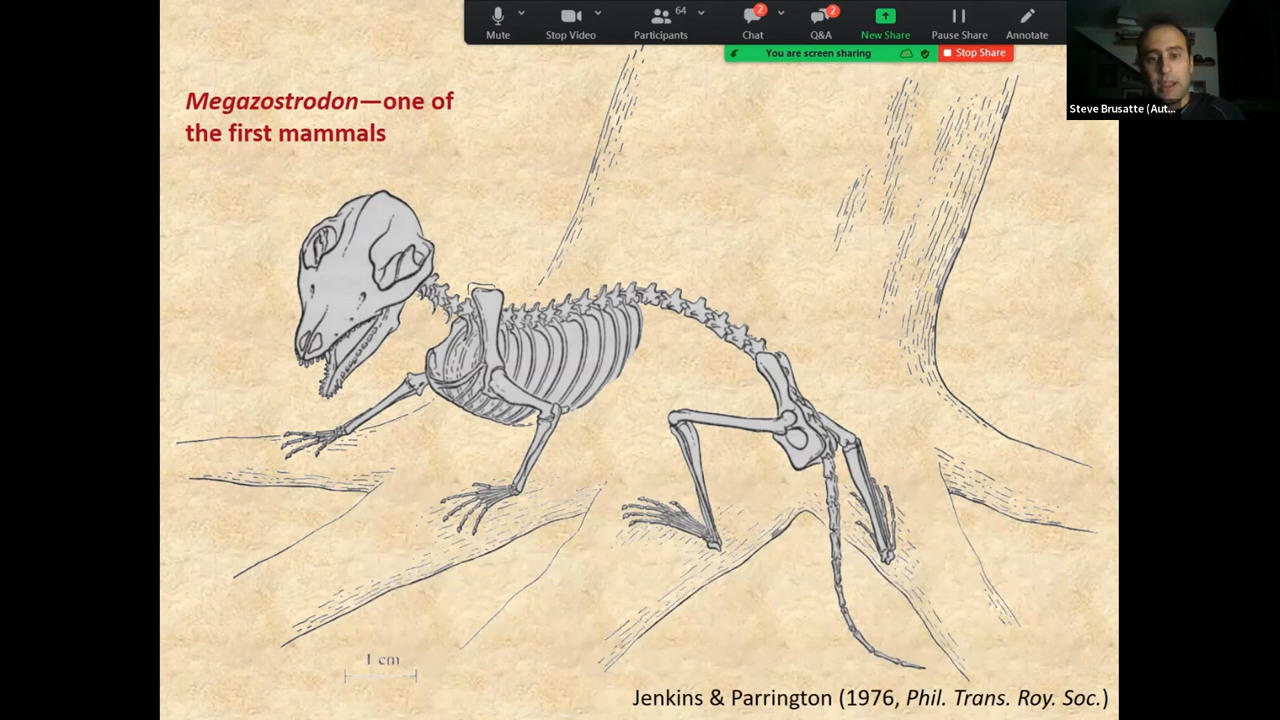 64
2
2
Mute
Stop Video
Participants
Chat
Q&A
New Share
Pause Share
Annotate
You are screen sharing
Stop Share
Steve Brusatte (Aut...
Megazostrodon—one of
the first mammals
1 cm
Jenkins & Parrington (1976, Phil. Trans. Roy. Soc.)